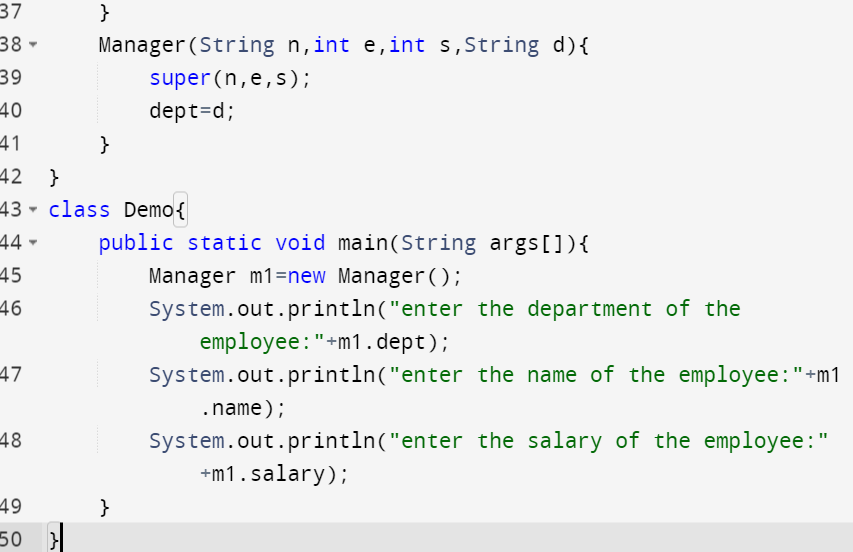 37 }
38 Manager(String n,int e,int s,String d){
39 super(n,e,s);
40 dept=d;
41 }
42 }
43 class Demo{
44 public static void main(String args[]){
45 Manager m1=new Manager();
46 System.out.println("enter the department of the
employee:"+m1.dept);
47 System.out.println("enter the name of the employee:"+m1
.name);
48 System.out.println("enter the salary of the employee:"
+m1.salary);
49 }
50 }